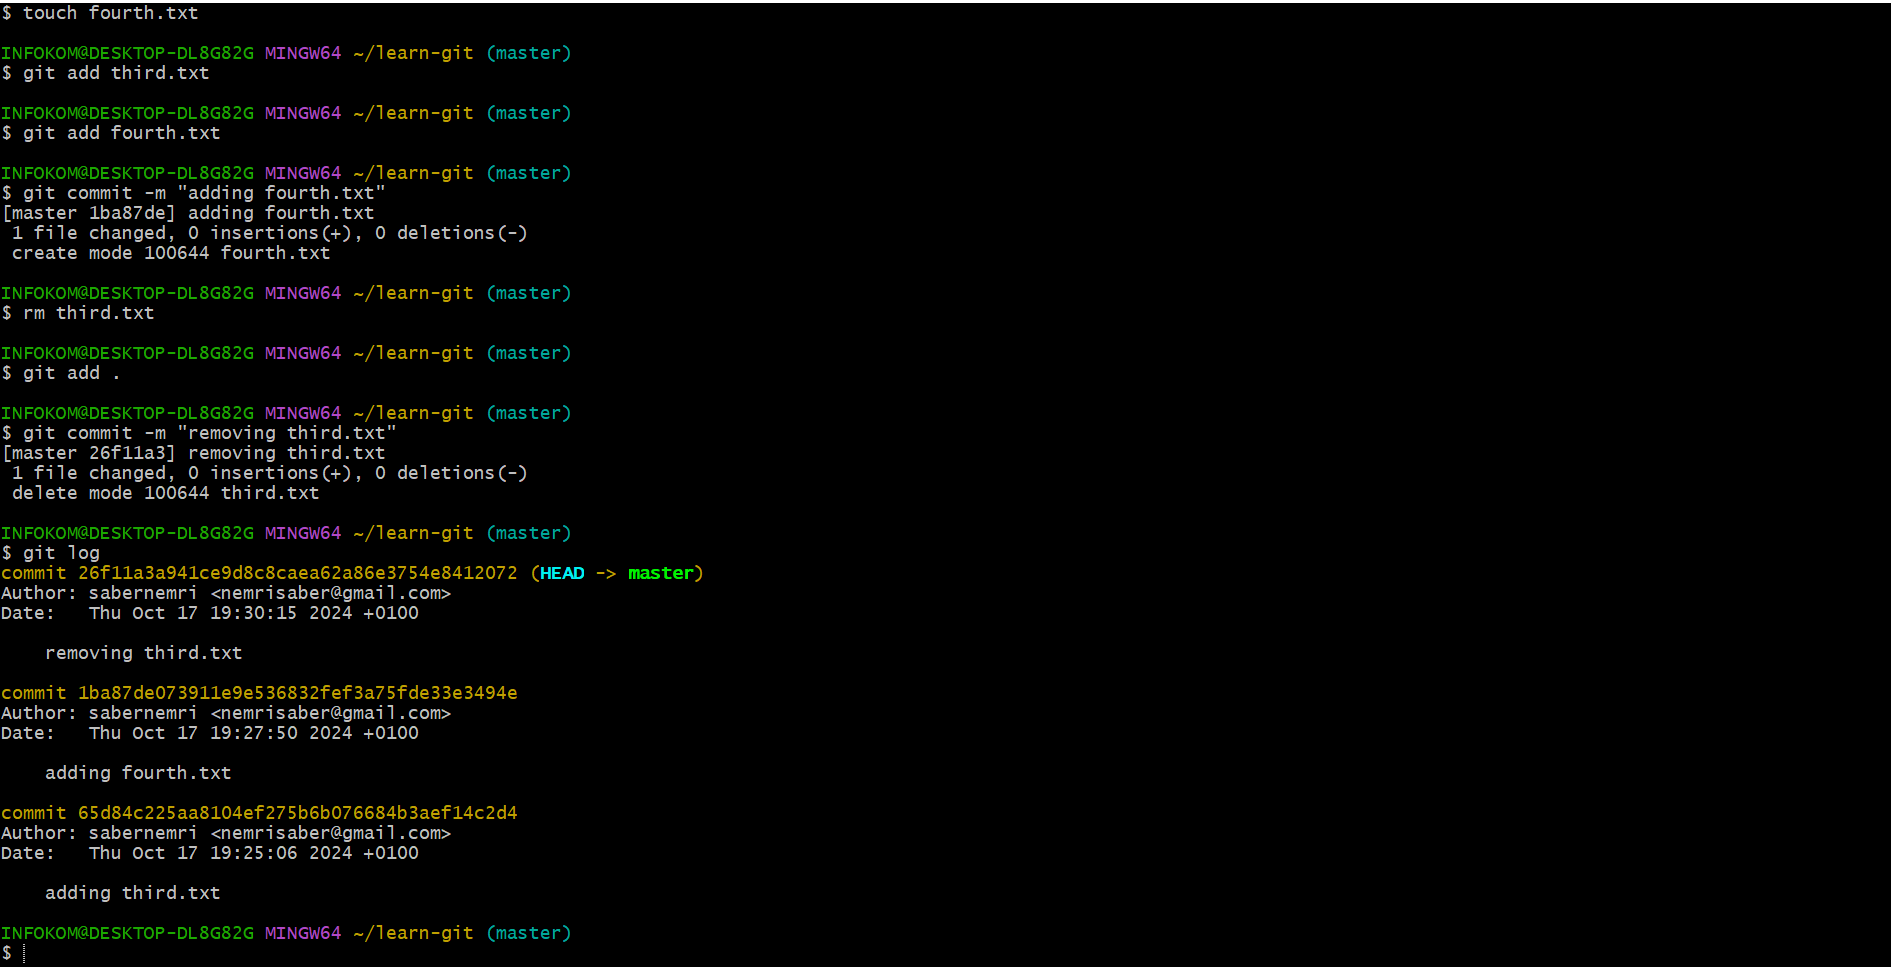 $ touch fourth.txt
INFOKOM@DESKTOP-DL8G82G MINGW64 ~/learn-git (master)
$ git add third.txt
INFOKOM@DESKTOP-DL8G82G MINGW64 ~/learn-git (master)
$ git add fourth.txt
INFOKOM@DESKTOP-DL8G82G MINGW64 ~/learn-git (master)
$ git commit -m "adding fourth.txt"
[master 1ba87de] adding fourth.txt
 1 file changed, 0 insertions(+), 0 deletions(-)
 create mode 100644 fourth.txt
INFOKOM@DESKTOP-DL8G82G MINGW64 ~/learn-git (master)
$ rm third.txt
INFOKOM@DESKTOP-DL8G82G MINGW64 ~/learn-git (master)
$ git add .
INFOKOM@DESKTOP-DL8G82G MINGW64 ~/learn-git (master)
$ git commit -m "removing third.txt"
[master 26f11a3] removing third.txt
 1 file changed, 0 insertions(+), 0 deletions(-)
 delete mode 100644 third.txt
INFOKOM@DESKTOP-DL8G82G MINGW64 ~/learn-git (master)
$ git log
commit 26f11a3a941ce9d8c8caea62a86e3754e8412072 (HEAD -> master)
Author: sabernemri <nemrisaber@gmail.com>
Date:   Thu Oct 17 19:30:15 2024 +0100
    removing third.txt
commit 1ba87de073911e9e536832fef3a75fde33e3494e
Author: sabernemri <nemrisaber@gmail.com>
Date:   Thu Oct 17 19:27:50 2024 +0100
    adding fourth.txt
commit 65d84c225aa8104ef275b6b076684b3aef14c2d4
Author: sabernemri <nemrisaber@gmail.com>
Date:   Thu Oct 17 19:25:06 2024 +0100
    adding third.txt
INFOKOM@DESKTOP-DL8G82G MINGW64 ~/learn-git (master)
$